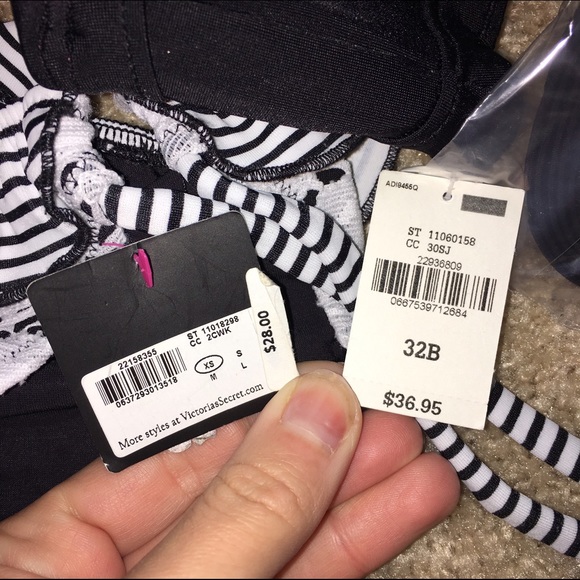 22158355
ST 11018298
CC 2CWK
0637293013518
XS S
M L
$28.00
More styles at VictoriasSecret.com
ADI9455Q
ST 11060158
CC 30SJ
22936809
0667539712684
32B
$36.95